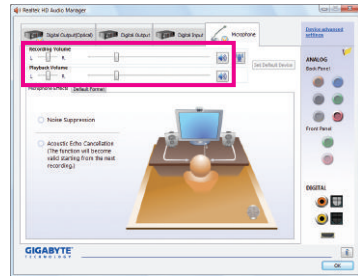 Realtek HD Audio Manager
Digital Output(Optical)
Digital Output
Digital Input
Microphone
Device advanced
settings
Recording Volume
L
R
Set Default Device
Playback Volume
L
R
Microphone Effects
Default Format
ANALOG
Back Panel
Noise Suppression
Acoustic Echo Cancellation
(The function will become
valid starting from the next
recording.)
Front Panel
DIGITAL
GIGABYTE
TECHNOLOGY
OK